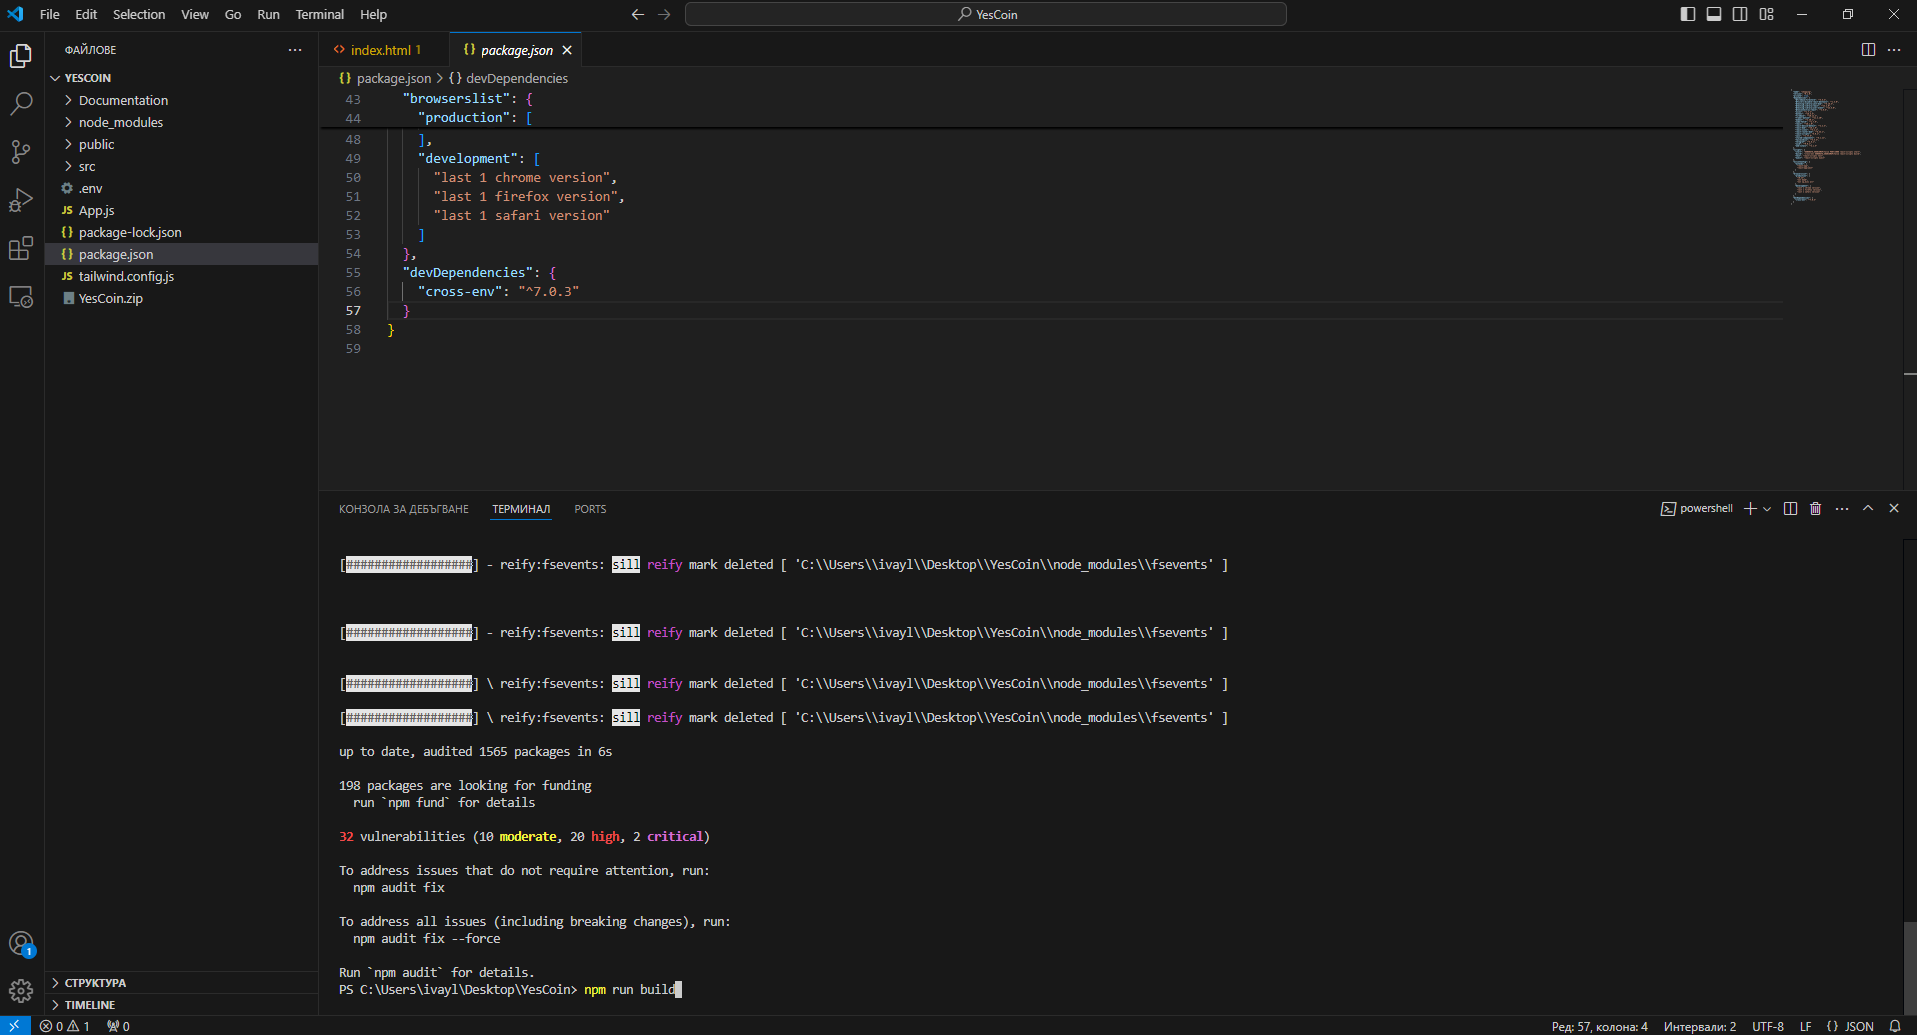 File Edit Selection View Go Run Terminal Help
YesCoin
ФАЙЛОВЕ
YESCOIN
Documentation
node_modules
public
src
.env
JS App.js
{} package-lock.json
{} package.json
JS tailwind.config.js
YesCoin.zip
СТРУКТУРА
TIMELINE
<> index.html 1
{} package.json
{} package.json > {} devDependencies
43 "browserslist": {
44 "production": [
48 ],
49 "development": [
50 "last 1 chrome version",
51 "last 1 firefox version",
52 "last 1 safari version"
53 ]
54 },
55 "devDependencies": {
56 "cross-env": "^7.0.3"
57 }
58 }
59
КОНЗОЛА ЗА ДЕБЪГВАНЕ ТЕРМИНАЛ PORTS
powershell
[##################] - reify:fsevents: sill reify mark deleted [ 'C:\\Users\\ivayl\\Desktop\\YesCoin\\node_modules\\fsevents' ]
[##################] - reify:fsevents: sill reify mark deleted [ 'C:\\Users\\ivayl\\Desktop\\YesCoin\\node_modules\\fsevents' ]
[##################] \ reify:fsevents: sill reify mark deleted [ 'C:\\Users\\ivayl\\Desktop\\YesCoin\\node_modules\\fsevents' ]
[##################] \ reify:fsevents: sill reify mark deleted [ 'C:\\Users\\ivayl\\Desktop\\YesCoin\\node_modules\\fsevents' ]
up to date, audited 1565 packages in 6s
198 packages are looking for funding
run `npm fund` for details
32 vulnerabilities (10 moderate, 20 high, 2 critical)
To address issues that do not require attention, run:
npm audit fix
To address all issues (including breaking changes), run:
npm audit fix --force
Run `npm audit` for details.
PS C:\Users\ivayl\Desktop\YesCoin> npm run build
1
0 1 0
Ред: 57, колона: 4 Интервали: 2 UTF-8 LF {} JSON